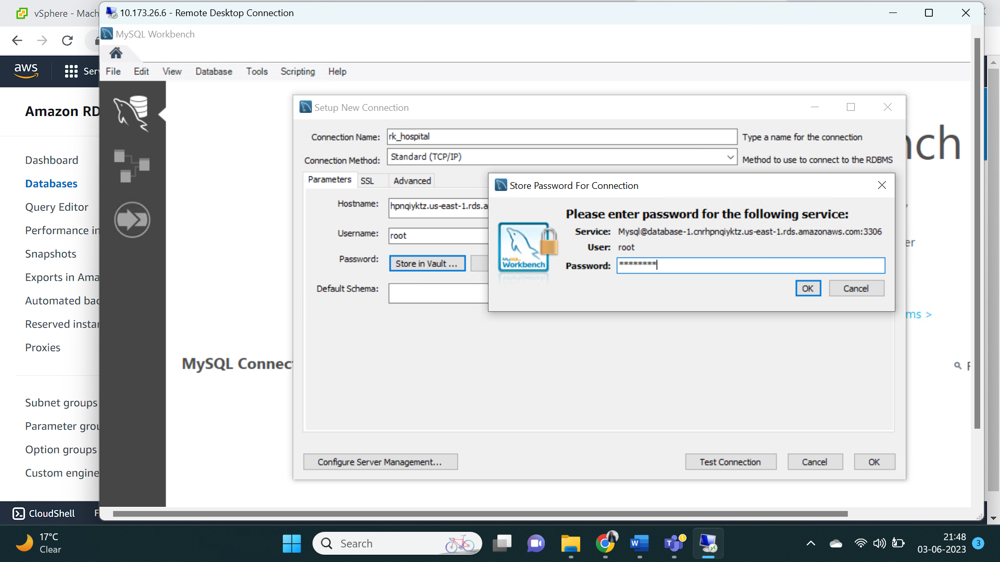 vSphere - Mach
10.173.26.6 - Remote Desktop Connection
MySQL Workbench
File Edit View Database Tools Scripting Help
aws
Serv
Amazon RD
Dashboard
Databases
Query Editor
Performance in
Snapshots
Exports in Ama
Automated bac
Reserved instan
Proxies
Subnet groups
Parameter grou
Option groups
Custom engine
CloudShell F
nch
er
ms >
MySQL Connect
F
Setup New Connection
Connection Name: rk_hospital Type a name for the connection
Connection Method: Standard (TCP/IP) Method to use to connect to the RDBMS
Parameters SSL Advanced
Hostname: hpnqiyktz.us-east-1.rds.a
Username: root
Password: Store in Vault ...
Default Schema:
Store Password For Connection
Please enter password for the following service:
Service: Mysql@database-1.cnrhpnqiyktz.us-east-1.rds.amazonaws.com:3306
User: root
Password: ********
MySQL
Workbench
OK Cancel
Configure Server Management... Test Connection Cancel OK
17°C
Clear
Search
W
T
21:48
03-06-2023
3